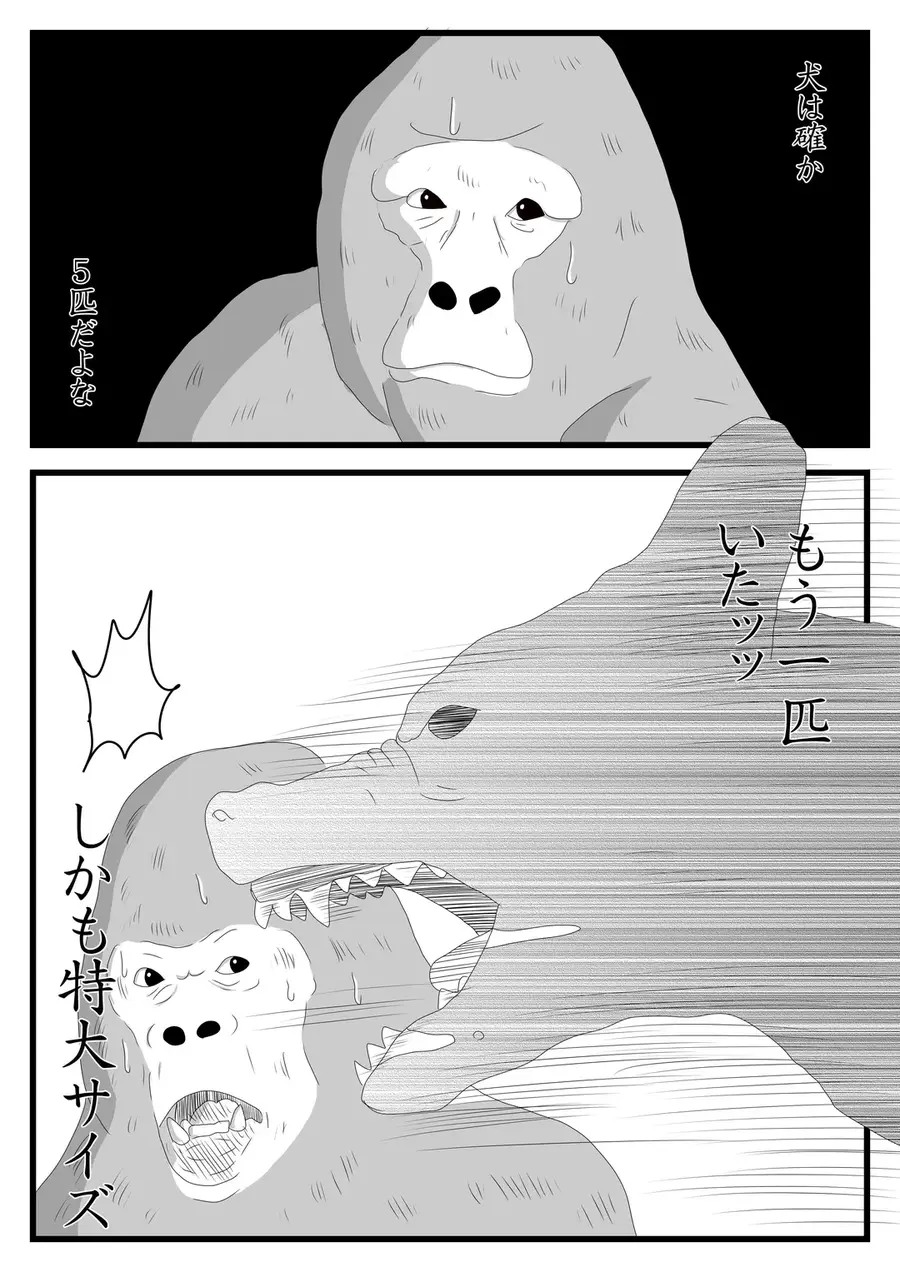 犬は確か
５匹だよな
もう一匹
いたッッ
しかも特大サイズ